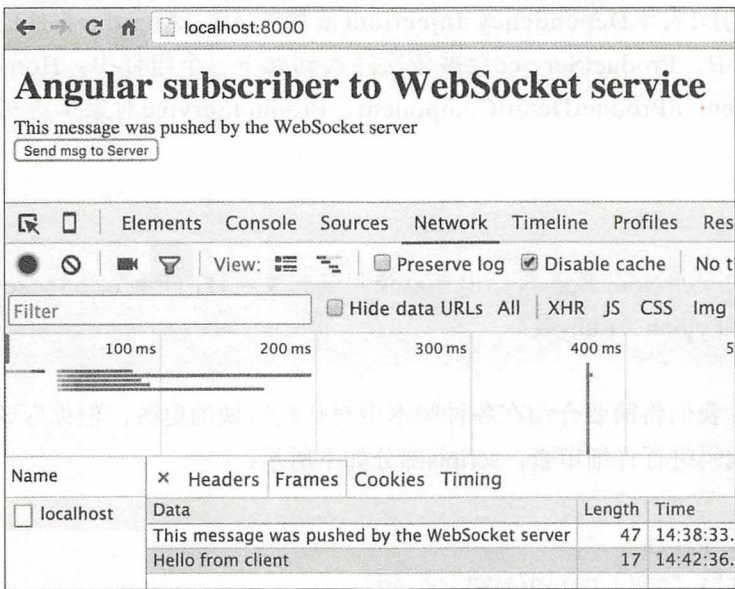 localhost:8000
Angular subscriber to WebSocket service
This message was pushed by the WebSocket server
Send msg to Server
Elements Console Sources Network Timeline Profiles Res
View: Preserve log Disable cache No t
Filter Hide data URLs All XHR JS CSS Img
100 ms 200 ms 300 ms 400 ms 5
Name × Headers Frames Cookies Timing
localhost Data Length Time
This message was pushed by the WebSocket server 47 14:38:33.
Hello from client 17 14:42:36.